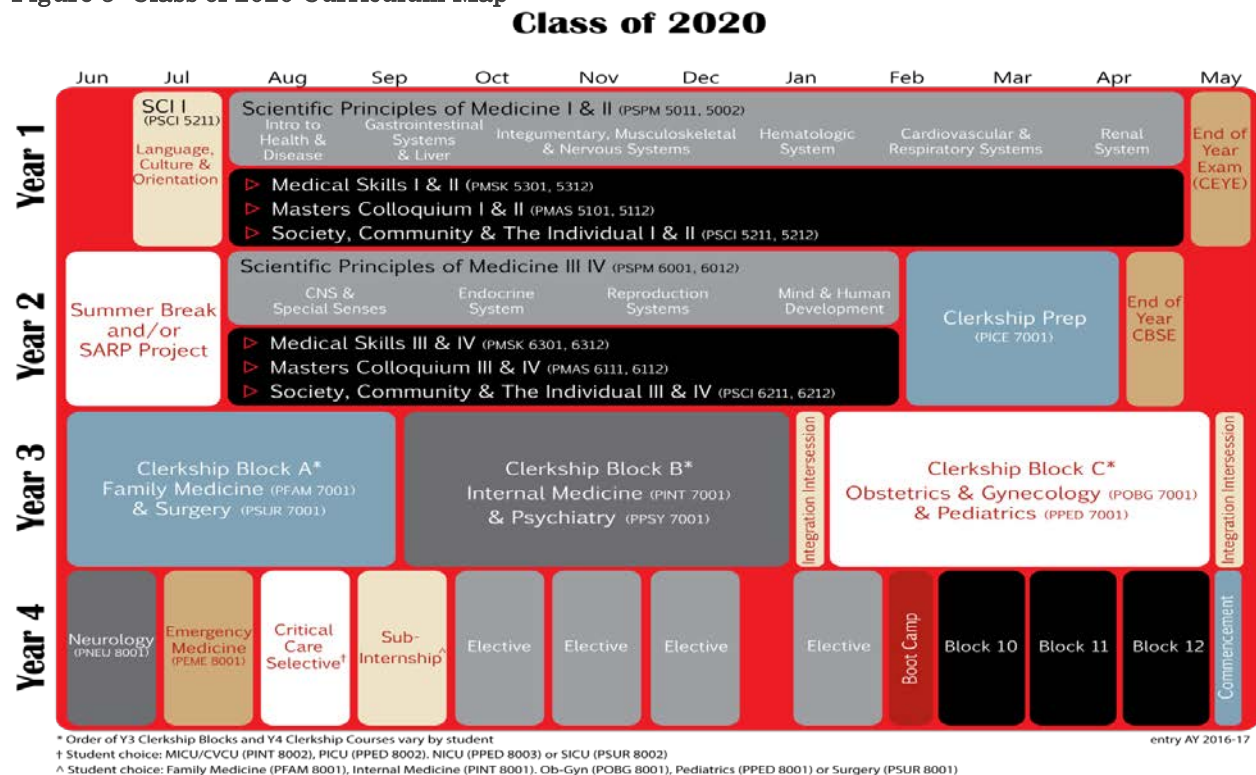 Class of 2020
Jun Jul Aug Sep Oct Nov Dec Jan Feb Mar Apr May
Year 1
SCI I
(PSCI 5211)
Language,
Culture &
Orientation
Scientific Principles of Medicine I & II (PSPM 5011, 5002)
Intro to
Health &
Disease
Gastrointestinal
Systems
& Liver
Integumentary, Musculoskeletal
& Nervous Systems
Hematologic
System
Cardiovascular &
Respiratory Systems
Renal
System
Medical Skills I & II (PMSK 5301, 5312)
Masters Colloquium I & II (PMAS 5101, 5112)
Society, Community & The Individual I & II (PSCI 5211, 5212)
End of
Year
Exam
(CEYE)
Year 2
Summer Break
and/or
SARP Project
Scientific Principles of Medicine III IV (PSPM 6001, 6012)
CNS &
Special Senses
Endocrine
System
Reproduction
Systems
Mind & Human
Development
Medical Skills III & IV (PMSK 6301, 6312)
Masters Colloquium III & IV (PMAS 6111, 6112)
Society, Community & The Individual III & IV (PSCI 6211, 6212)
Clerkship Prep
(PICE 7001)
End of
Year
CBSE
Year 3
Clerkship Block A*
Family Medicine (PFAM 7001)
& Surgery (PSUR 7001)
Clerkship Block B*
Internal Medicine (PINT 7001)
& Psychiatry (PPSY 7001)
Integration Intersession
Clerkship Block C*
Obstetrics & Gynecology (POBG 7001)
& Pediatrics (PPED 7001)
Integration Intersession
Year 4
Neurology
(PNEU 8001)
Emergency
Medicine
(PEME 8001)
Critical
Care
Selective†
Sub-
Internship^
Elective
Elective
Elective
Elective
Boot Camp
Block 10
Block 11
Block 12
Commencement
* Order of Y3 Clerkship Blocks and Y4 Clerkship Courses vary by student
entry AY 2016-17
† Student choice: MICU/CVCU (PINT 8002), PICU (PPED 8002). NICU (PPED 8003) or SICU (PSUR 8002)
^ Student choice: Family Medicine (PFAM 8001), Internal Medicine (PINT 8001). Ob-Gyn (POBG 8001), Pediatrics (PPED 8001) or Surgery (PSUR 8001)